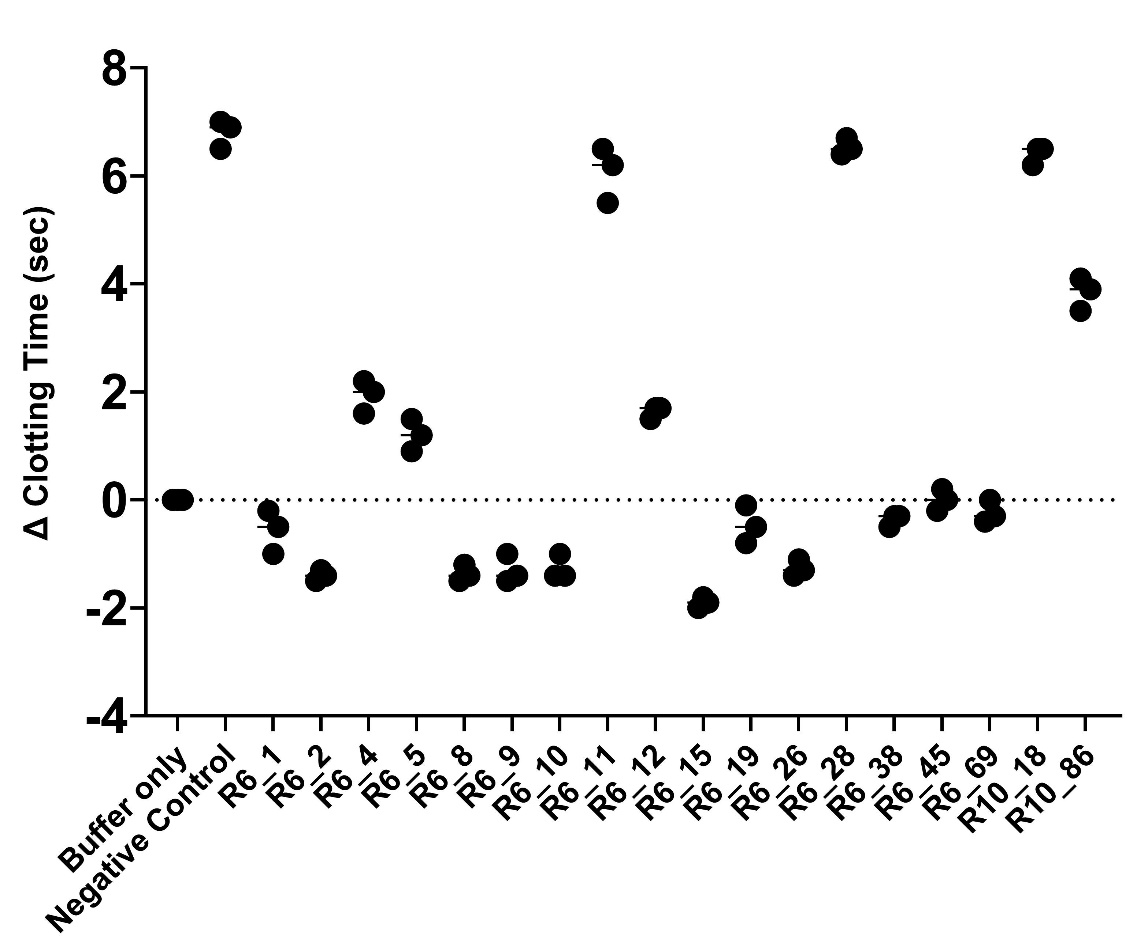 Δ Clotting Time (sec)
8
6
4
2
0
-2
-4
Buffer only
Negative Control
R6_1
R6_2
R6_4
R6_5
R6_8
R6_9
R6_10
R6_11
R6_12
R6_15
R6_19
R6_26
R6_28
R6_38
R6_45
R6_69
R10_18
R10_86